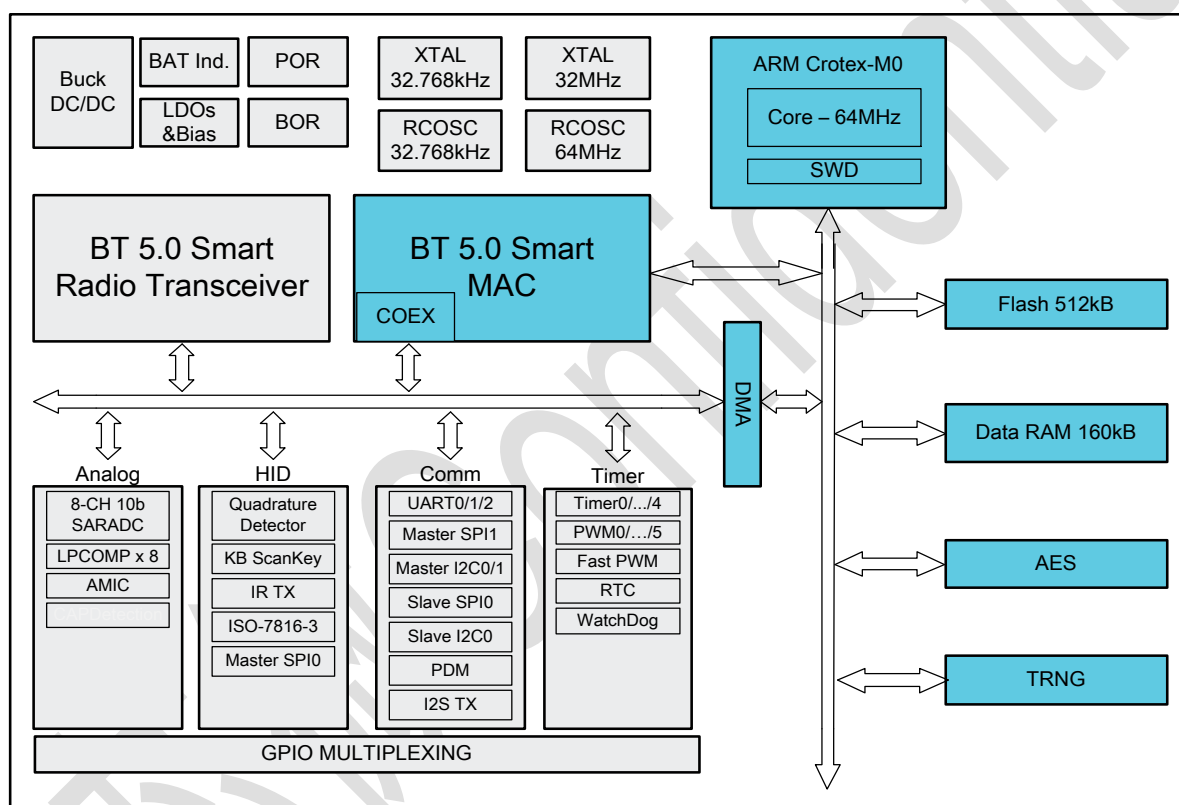 Buck
DC/DC
BAT Ind.
POR
LDOs
&Bias
BOR
XTAL
32.768kHz
XTAL
32MHz
RCOSC
32.768kHz
RCOSC
64MHz
ARM Crotex-M0
Core – 64MHz
SWD
BT 5.0 Smart
Radio Transceiver
BT 5.0 Smart
MAC
COEX
DMA
Flash 512kB
Data RAM 160kB
AES
TRNG
Analog
8-CH 10b
SARADC
LPCOMP x 8
AMIC
HID
Quadrature
Detector
KB ScanKey
IR TX
ISO-7816-3
Master SPI0
Comm
UART0/1/2
Master SPI1
Master I2C0/1
Slave SPI0
Slave I2C0
PDM
I2S TX
Timer
Timer0/.../4
PWM0/.../5
Fast PWM
RTC
WatchDog
GPIO MULTIPLEXING